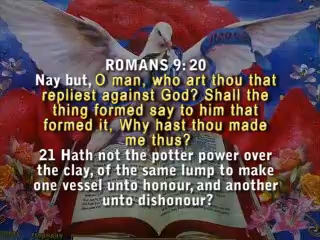 ROMANS 9: 20
Nay but, O man, who art thou that
repliest against God? Shall the
thing formed say to him that
formed it, Why hast thou made
me thus?
21 Hath not the potter power over
the clay, of the same lump to make
one vessel unto honour, and another
unto dishonour?